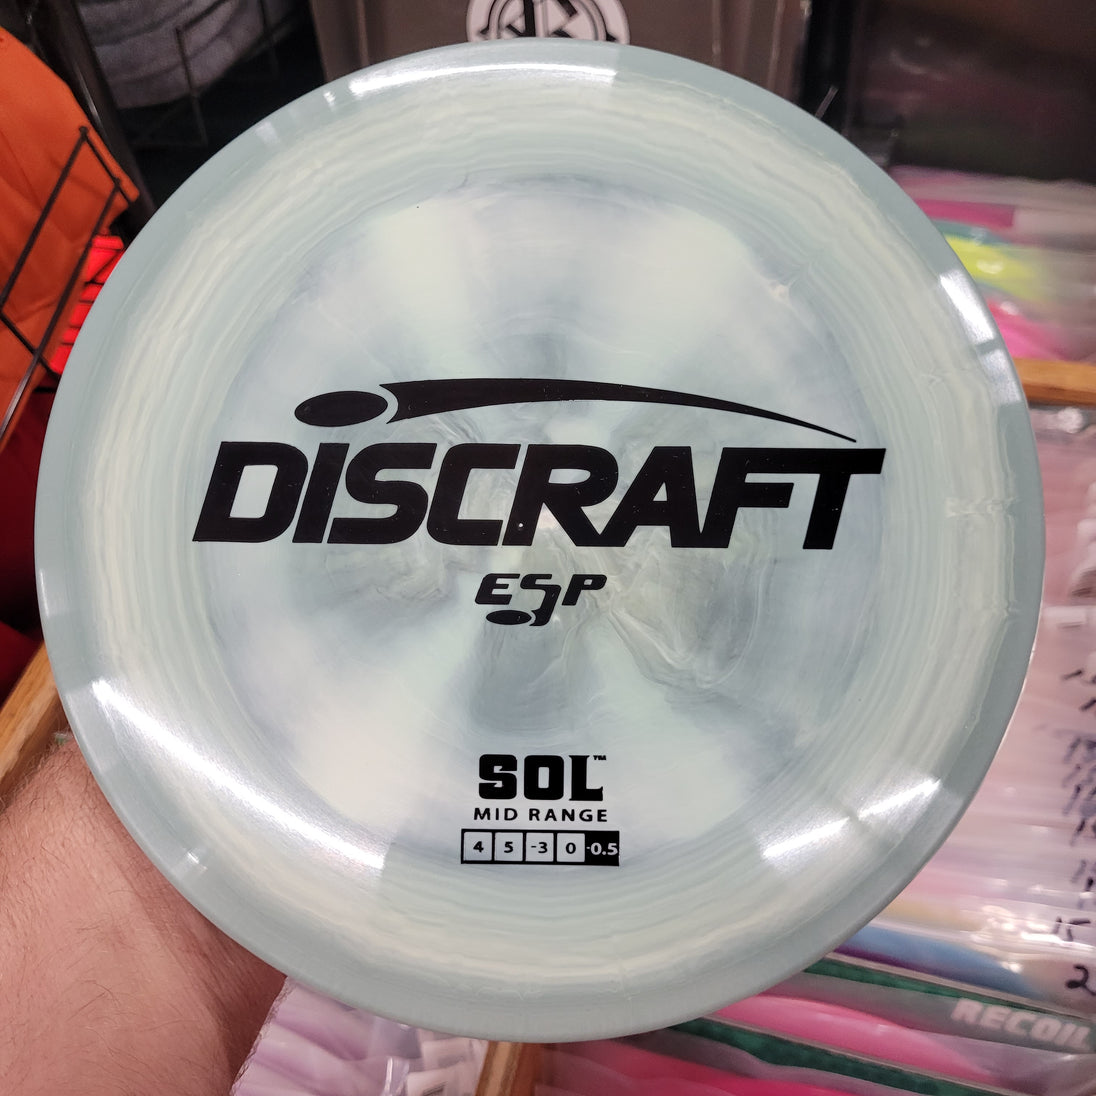 DISCRAFT
ESP
SOL™
MID RANGE
4 5 -3 0 -0.5
RECOIL